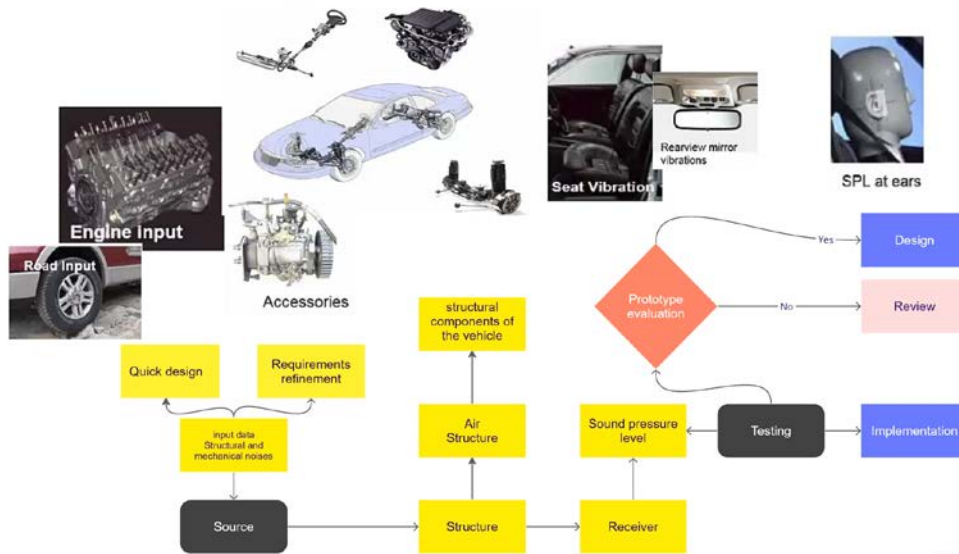 Engine input
Road Input
Accessories
Seat Vibration
Rearview mirror
vibrations
SPL at ears
structural
components of
the vehicle
Quick design
Requirements
refinement
input data
Structural and
mechanical noises
Source
Air
Structure
Structure
Sound pressure
level
Receiver
Prototype
evaluation
Yes
Design
No
Review
Testing
Implementation